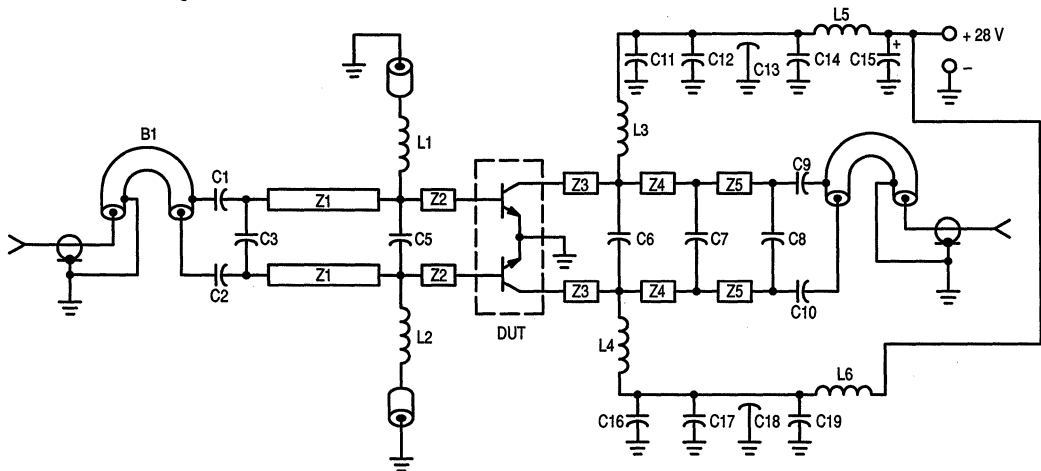 L5
+ 28 V
+
C11
C12
C13
C14
C15
–
L1
L3
B1
C1
C9
Z1
Z2
Z3
Z4
Z5
C3
C5
C6
C7
C8
Z1
Z2
Z3
Z4
Z5
C2
C10
DUT
L2
L4
L6
C16
C17
C18
C19